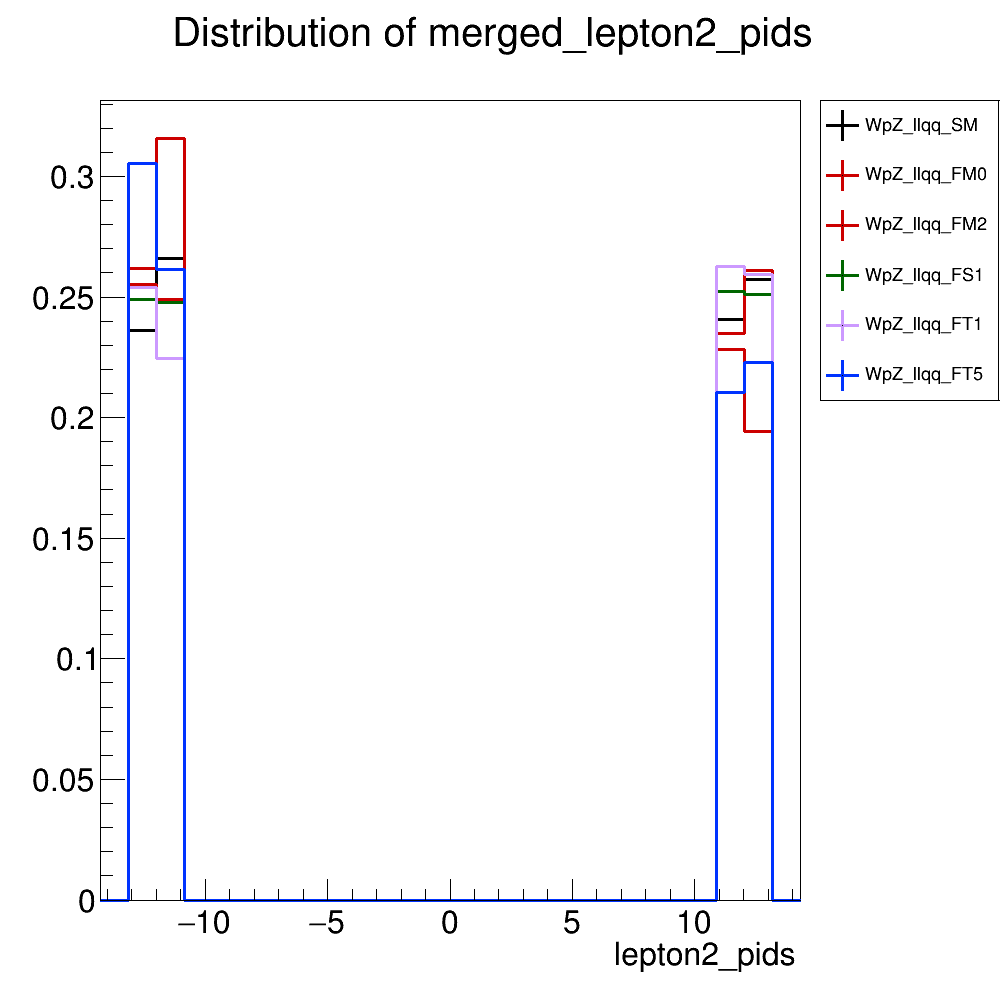 Distribution of merged_lepton2_pids
0.3
0.25
0.2
0.15
0.1
0.05
0
−10
−5
0
5
10
lepton2_pids
WpZ_llqq_SM
WpZ_llqq_FM0
WpZ_llqq_FM2
WpZ_llqq_FS1
WpZ_llqq_FT1
WpZ_llqq_FT5